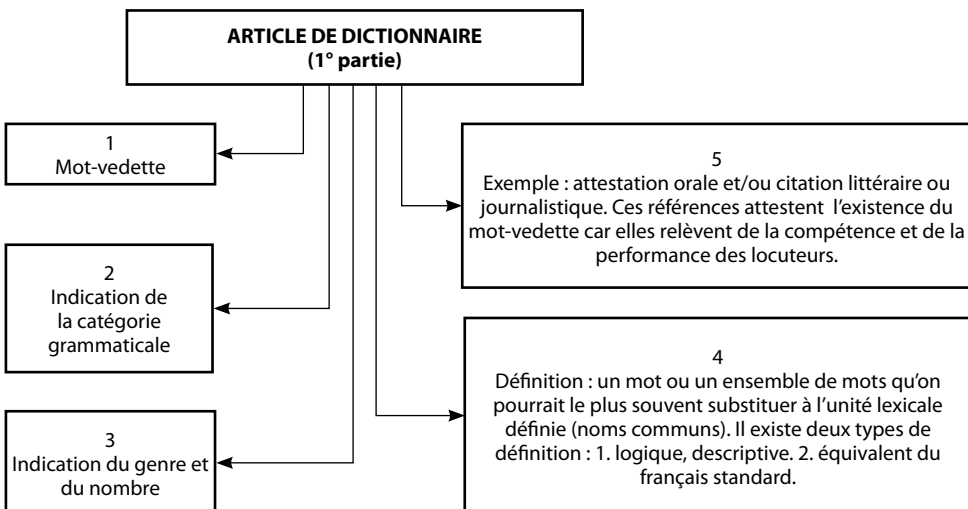 ARTICLE DE DICTIONNAIRE
(1° partie)
1
Mot-vedette
2
Indication de
la catégorie
grammaticale
3
Indication du genre et
du nombre
5
Exemple : attestation orale et/ou citation littéraire ou
journalistique. Ces références attestent l'existence du
mot-vedette car elles relèvent de la compétence et de la
performance des locuteurs.
4
Définition : un mot ou un ensemble de mots qu'on
pourrait le plus souvent substituer à l'unité lexicale
définie (noms communs). Il existe deux types de
définition : 1. logique, descriptive. 2. équivalent du
français standard.